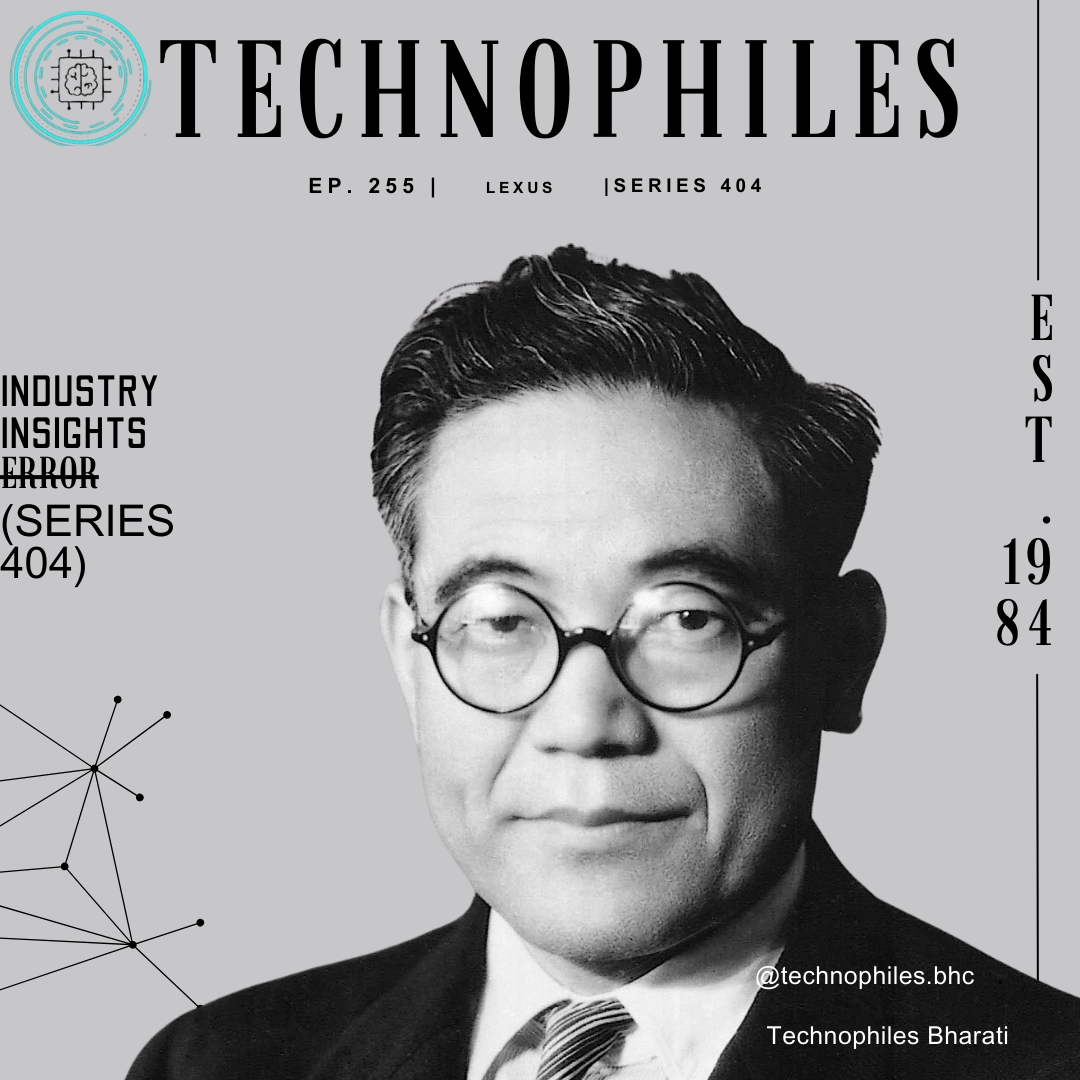 TECHNOPHILES
EP. 255 | LEXUS |SERIES 404
INDUSTRY
INSIGHTS
ERROR
(SERIES
404)
E
S
T
.
19
84
@technophiles.bhc
Technophiles Bharati